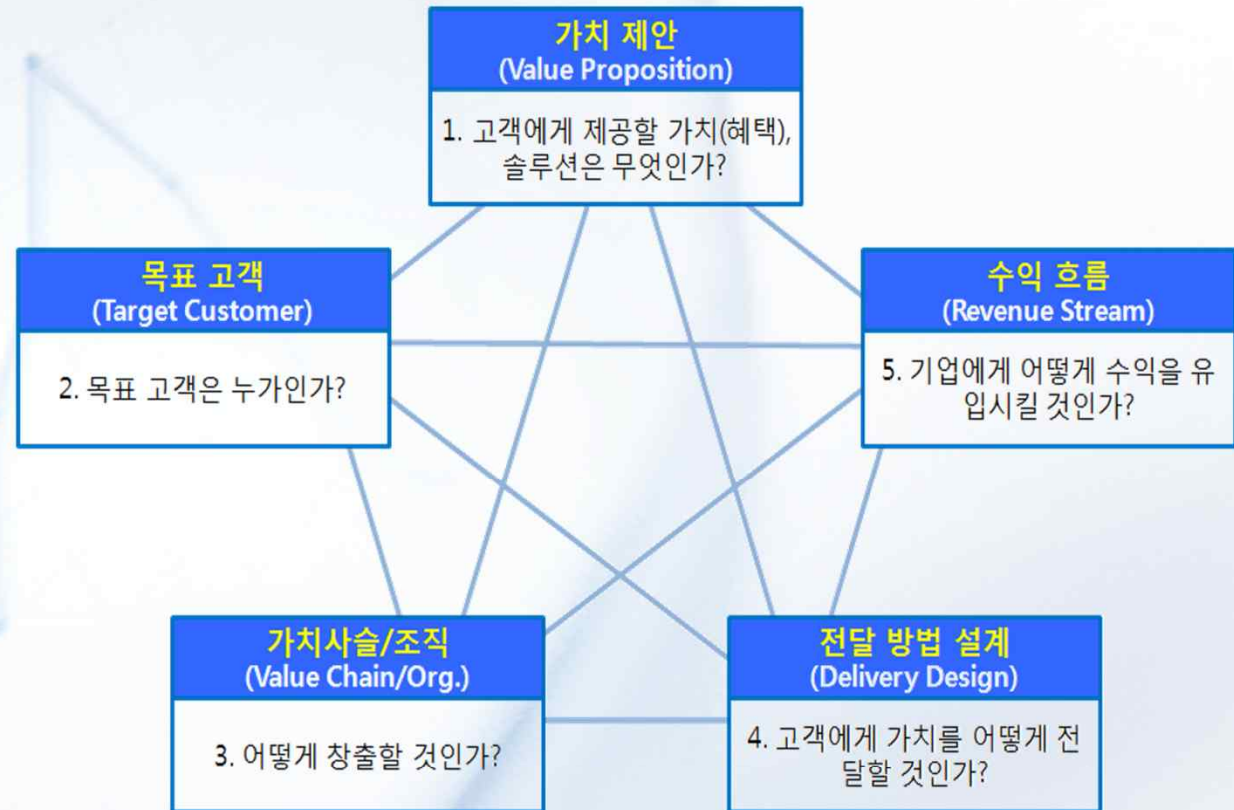 가치 제안
(Value Proposition)
1. 고객에게 제공할 가치(혜택),
솔루션은 무엇인가?
목표 고객
(Target Customer)
2. 목표 고객은 누가인가?
수익 흐름
(Revenue Stream)
5. 기업에게 어떻게 수익을 유
입시킬 것인가?
가치사슬/조직
(Value Chain/Org.)
3. 어떻게 창출할 것인가?
전달 방법 설계
(Delivery Design)
4. 고객에게 가치를 어떻게 전
달할 것인가?